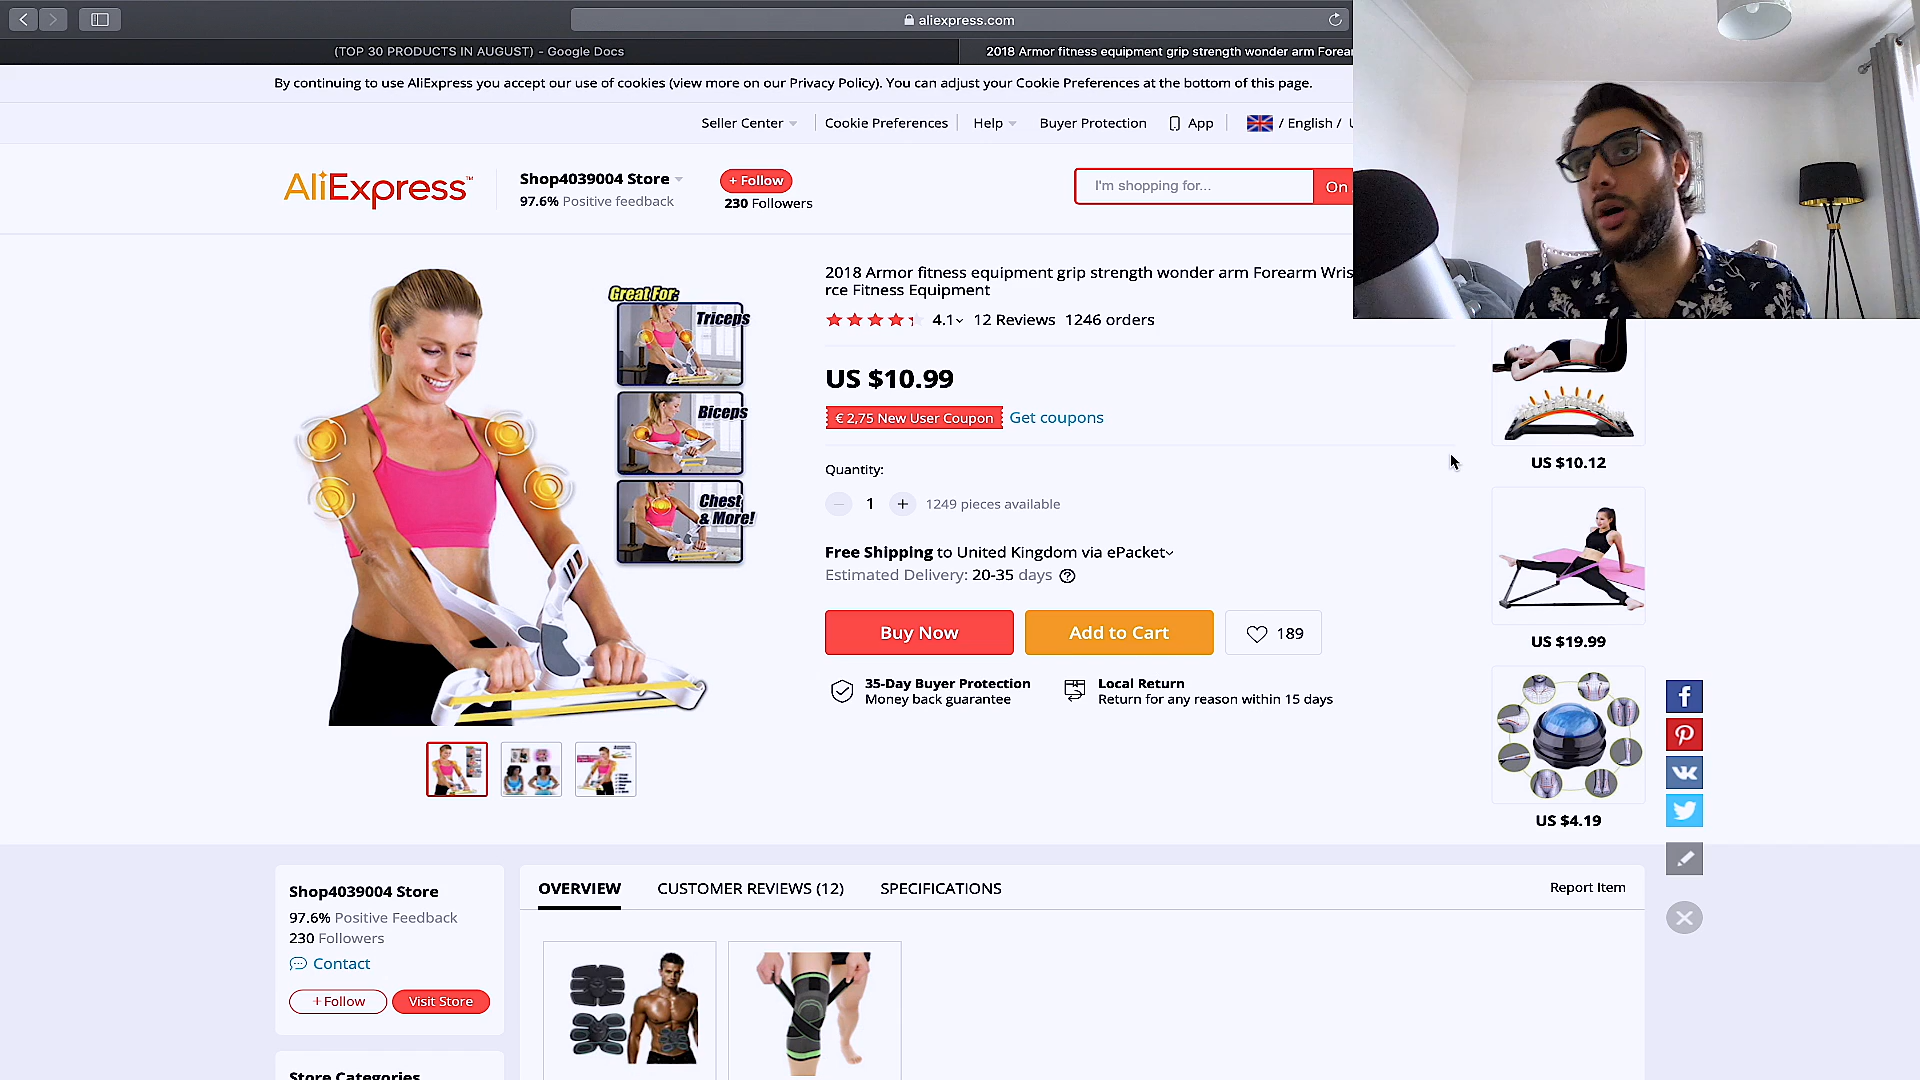 aliexpress.com
(TOP 30 PRODUCTS IN AUGUST) - Google Docs
2018 Armor fitness equipment grip strength wonder arm Forear
By continuing to use AliExpress you accept our use of cookies (view more on our Privacy Policy). You can adjust your Cookie Preferences at the bottom of this page.
Seller Center
Cookie Preferences
Help
Buyer Protection
App
/ English /
AliExpress™
Shop4039004 Store
97.6% Positive feedback
+ Follow
230 Followers
I'm shopping for...
On
Great For:
Triceps
Biceps
Chest
& More!
2018 Armor fitness equipment grip strength wonder arm Forearm Wris
rce Fitness Equipment
4.1
12 Reviews
1246 orders
US $10.99
€ 2,75 New User Coupon
Get coupons
Quantity:
1
1249 pieces available
Free Shipping to United Kingdom via ePacket
Estimated Delivery: 20-35 days
Buy Now
Add to Cart
189
35-Day Buyer Protection
Money back guarantee
Local Return
Return for any reason within 15 days
US $10.12
US $19.99
US $4.19
Shop4039004 Store
97.6% Positive Feedback
230 Followers
Contact
+ Follow
Visit Store
Store Categories
OVERVIEW
CUSTOMER REVIEWS (12)
SPECIFICATIONS
Report Item